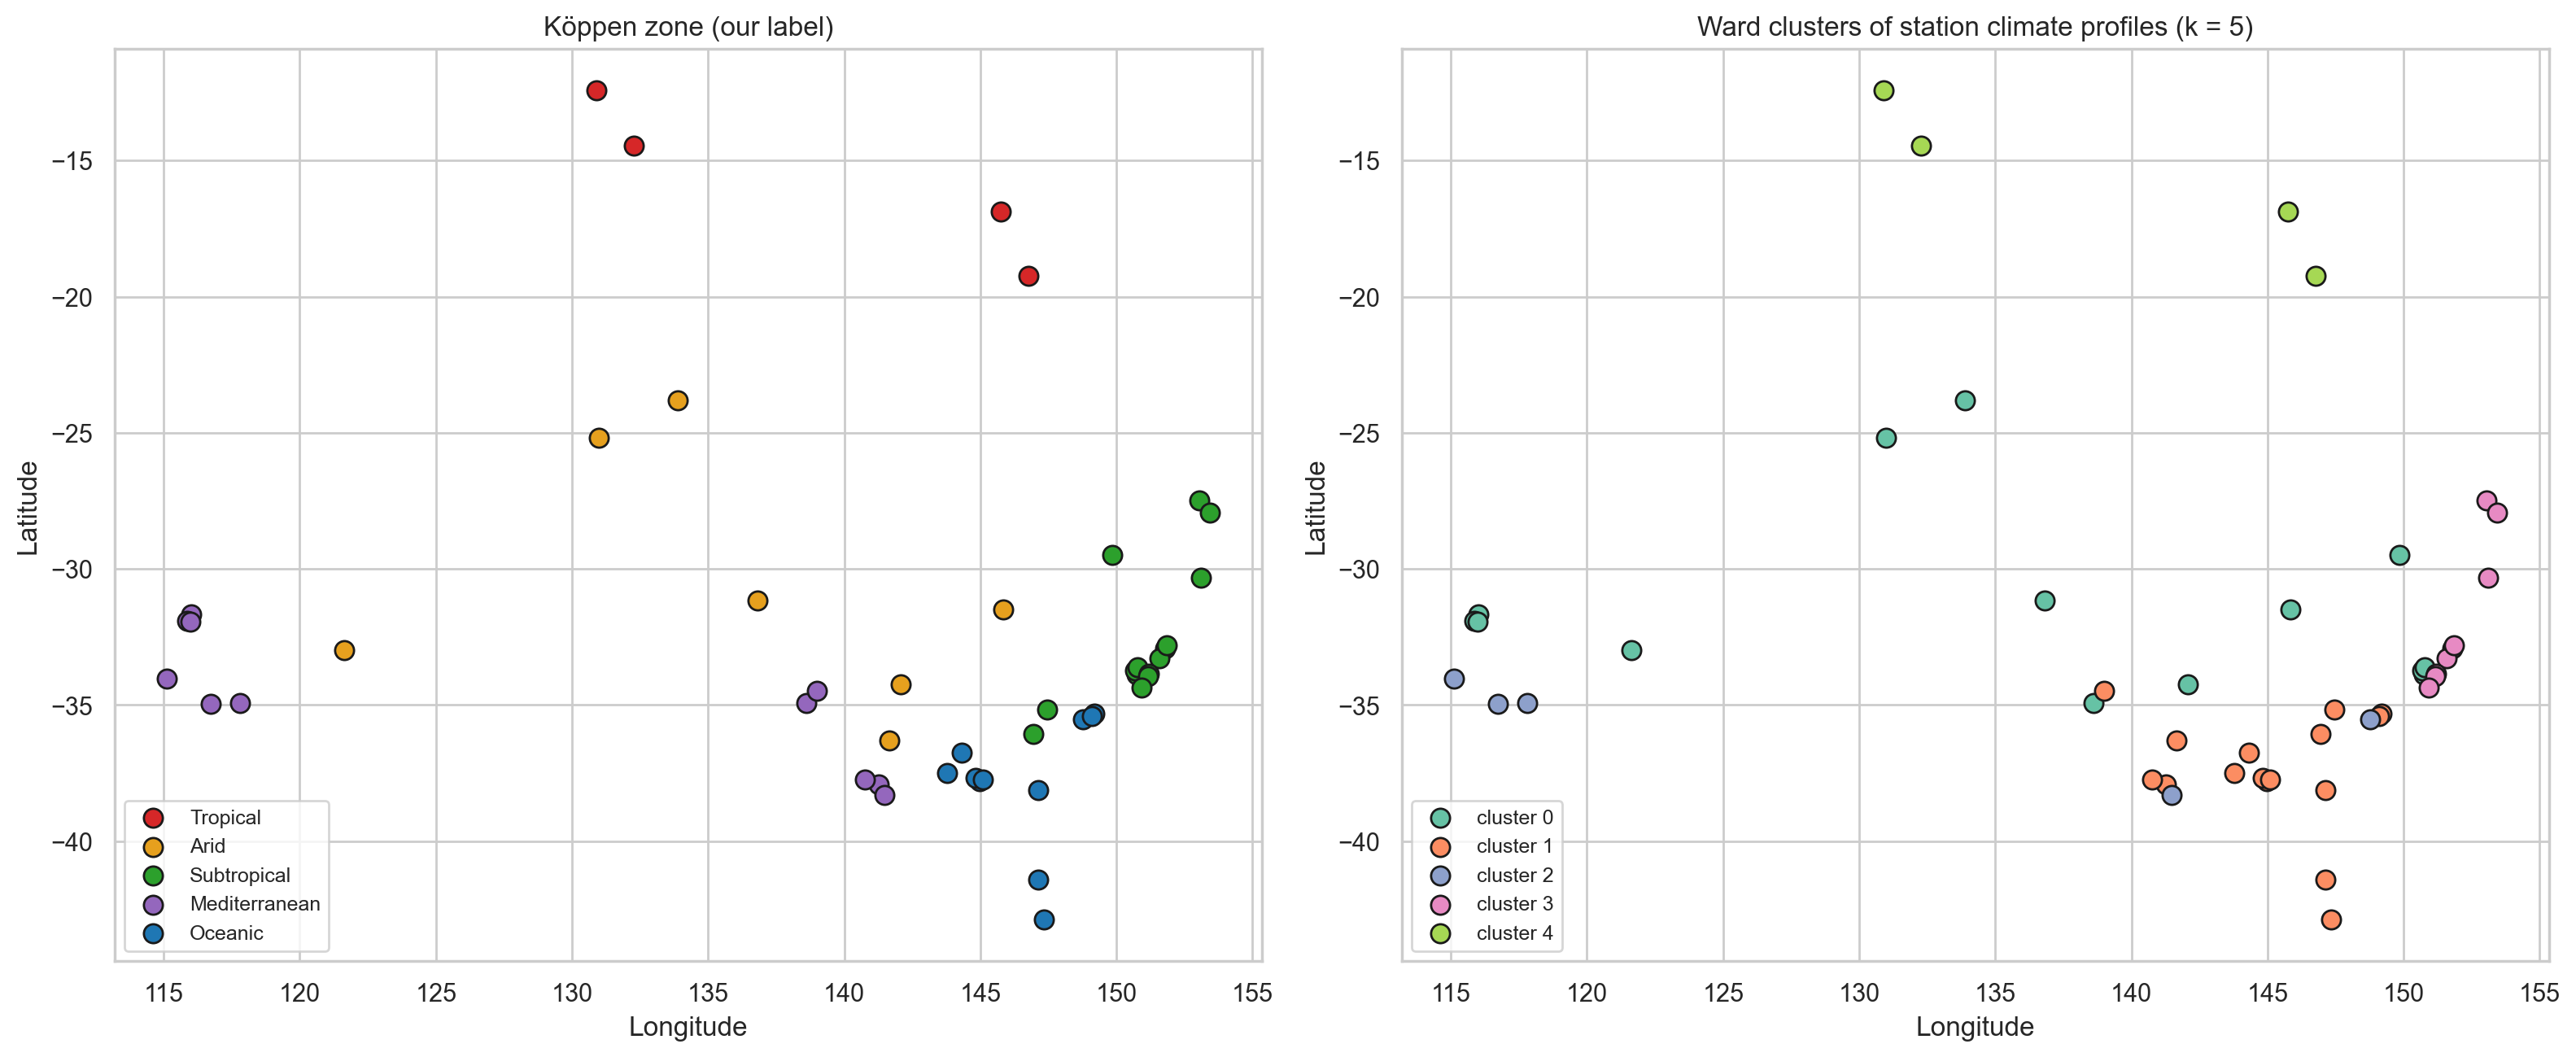 Köppen zone (our label)
Latitude
−15
−20
−25
−30
−35
−40
Tropical
Arid
Subtropical
Mediterranean
Oceanic
115 120 125 130 135 140 145 150 155
Longitude
Ward clusters of station climate profiles (k = 5)
Latitude
−15
−20
−25
−30
−35
−40
cluster 0
cluster 1
cluster 2
cluster 3
cluster 4
115 120 125 130 135 140 145 150 155
Longitude